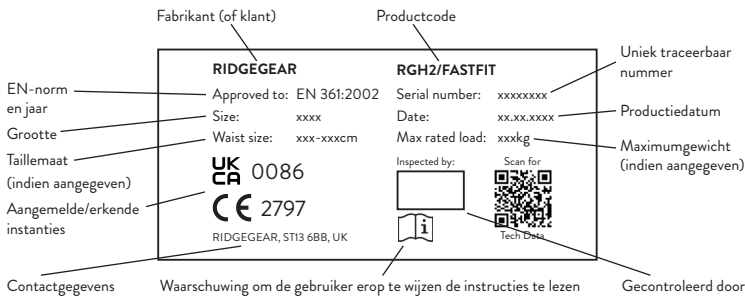 Fabrikant (of klant)
Productcode
Uniek traceerbaar
nummer
EN-norm
en jaar
Grootte
Taillemaat
(indien aangegeven)
Aangemelde/erkende
instanties
RIDGEGEAR
Approved to: EN 361:2002
Size: xxxx
Waist size: xxx-xxxcm
UK
CA 0086
CE 2797
RIDGEGEAR, ST13 6BB, UK
RGH2/FASTFIT
Serial number: xxxxxxxx
Date: xx.xx.xxxx
Max rated load: xxxkg
Inspected by:
Scan for
i
Tech Data
Productiedatum
Maximumgewicht
(indien aangegeven)
Contactgegevens
Waarschuwing om de gebruiker erop te wijzen de instructies te lezen
Gecontroleerd door